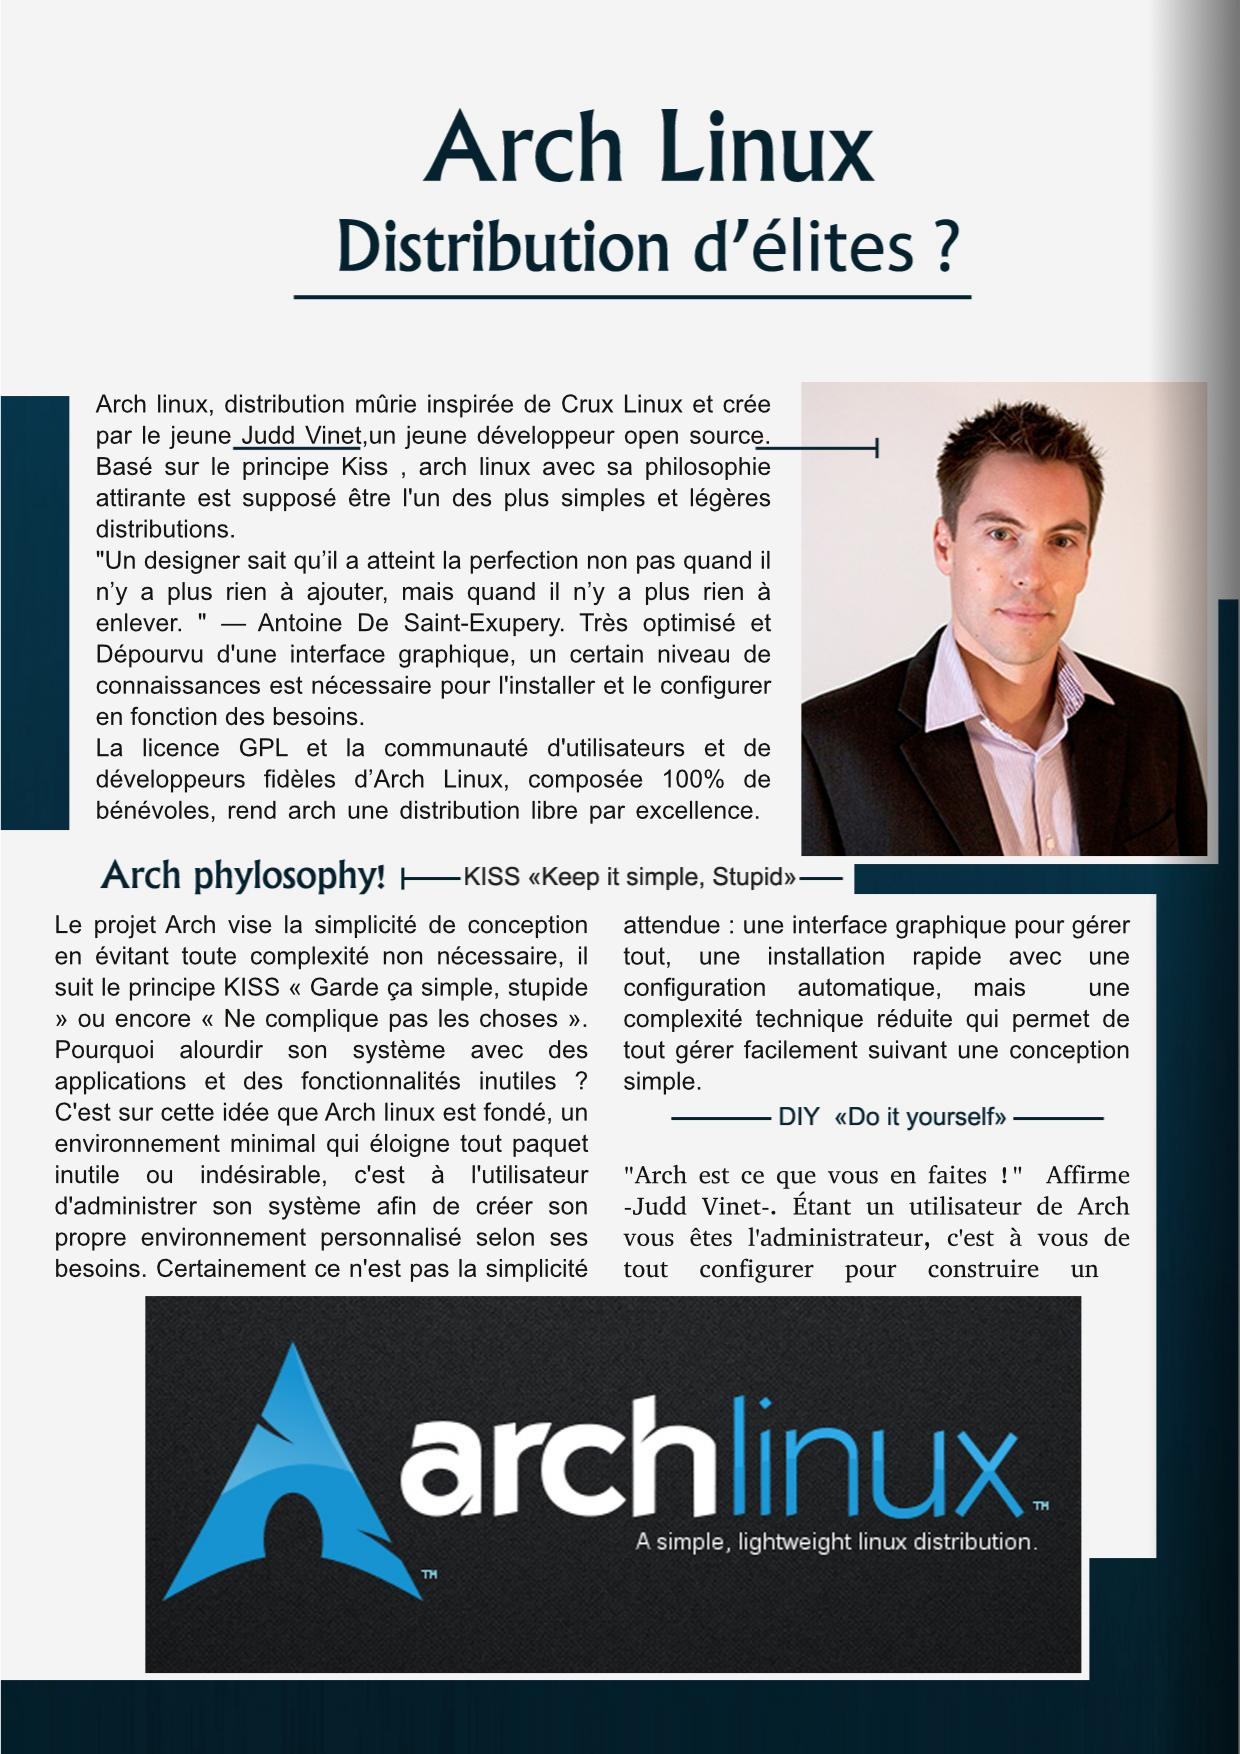 Arch Linux
Distribution d’élites ?
Arch linux, distribution mûrie inspirée de Crux Linux et crée
par le jeune Judd Vinet,un jeune développeur open source.
Basé sur le principe Kiss , arch linux avec sa philosophie
attirante est supposé être l'un des plus simples et légères
distributions.
"Un designer sait qu’il a atteint la perfection non pas quand il
n’y a plus rien à ajouter, mais quand il n’y a plus rien à
enlever. " — Antoine De Saint-Exupery. Très optimisé et
Dépourvu d'une interface graphique, un certain niveau de
connaissances est nécessaire pour l'installer et le configurer
en fonction des besoins.
La licence GPL et la communauté d'utilisateurs et de
développeurs fidèles d’Arch Linux, composée 100% de
bénévoles, rend arch une distribution libre par excellence.
Arch phylosophy! KISS «Keep it simple, Stupid»
Le projet Arch vise la simplicité de conception
en évitant toute complexité non nécessaire, il
suit le principe KISS « Garde ça simple, stupide
» ou encore « Ne complique pas les choses ».
Pourquoi alourdir son système avec des
applications et des fonctionnalités inutiles ?
C'est sur cette idée que Arch linux est fondé, un
environnement minimal qui éloigne tout paquet
inutile ou indésirable, c'est à l'utilisateur
d'administrer son système afin de créer son
propre environnement personnalisé selon ses
besoins. Certainement ce n'est pas la simplicité
attendue : une interface graphique pour gérer
tout, une installation rapide avec une
configuration automatique, mais une
complexité technique réduite qui permet de
tout gérer facilement suivant une conception
simple.
DIY «Do it yourself»
"Arch est ce que vous en faites !" Affirme
-Judd Vinet-. Étant un utilisateur de Arch
vous êtes l'administrateur, c'est à vous de
tout configurer pour construire un
archlinux™
A simple, lightweight linux distribution.
™